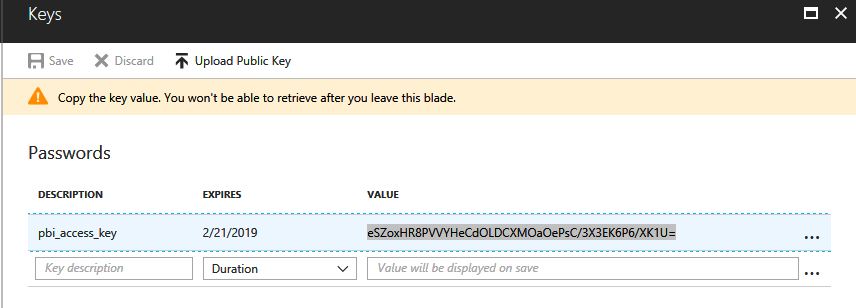 Keys
Save Discard Upload Public Key
Copy the key value. You won't be able to retrieve after you leave this blade.
Passwords
DESCRIPTION EXPIRES VALUE
pbi_access_key 2/21/2019 eSZoxHR8PVVYHeCdOLDCXMOaOePsC/3X3EK6P6/XK1U= ...
Key description Duration Value will be displayed on save ...